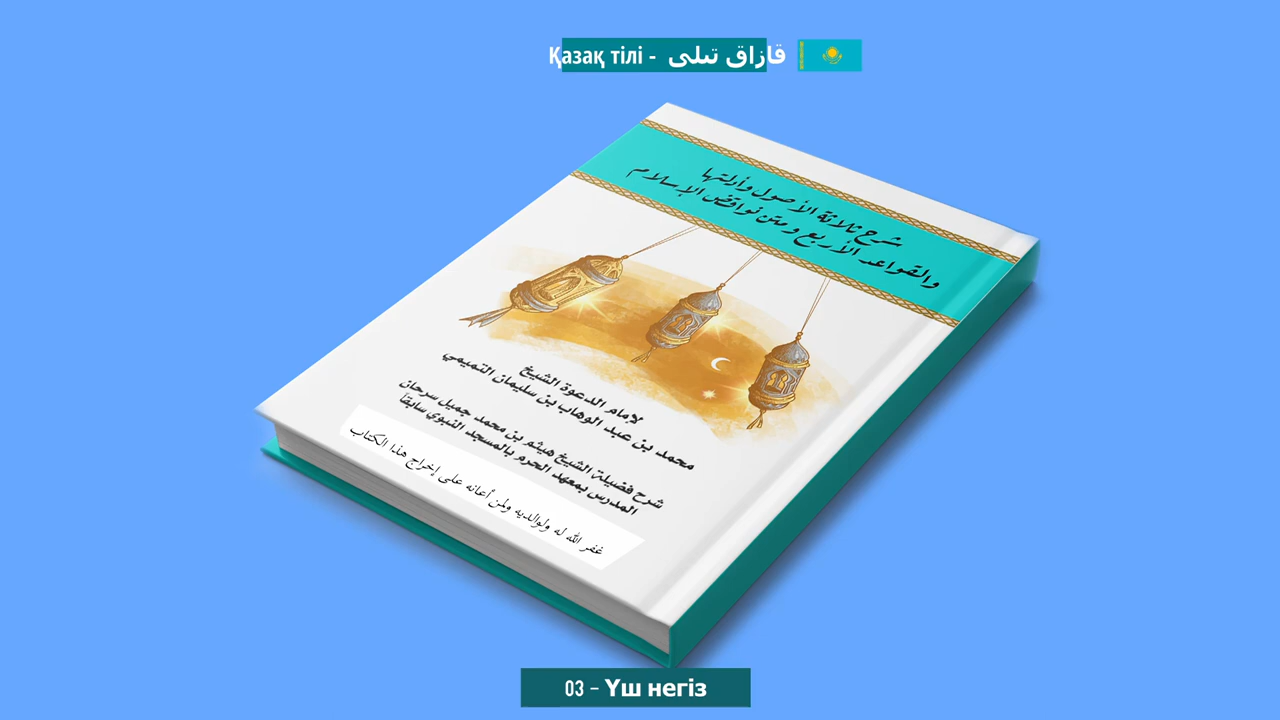 Қазақ тілі - قازاق تىلى
شرح ثلاثة الأصول وأدلتها
والقواعد الأربع ومتن نواقض الإسلام
لإمام الدعوة الشيخ
محمد بن عبد الوهاب بن سليمان التميمي
شرح فضيلة الشيخ هيثم بن محمد جميل سرحان
المدرس بمعهد الحرم بالمسجد النبوي سابقا
غفر الله له ولوالديه ولمن أعانه على إخراج هذا الكتاب
03 – Үш негіз